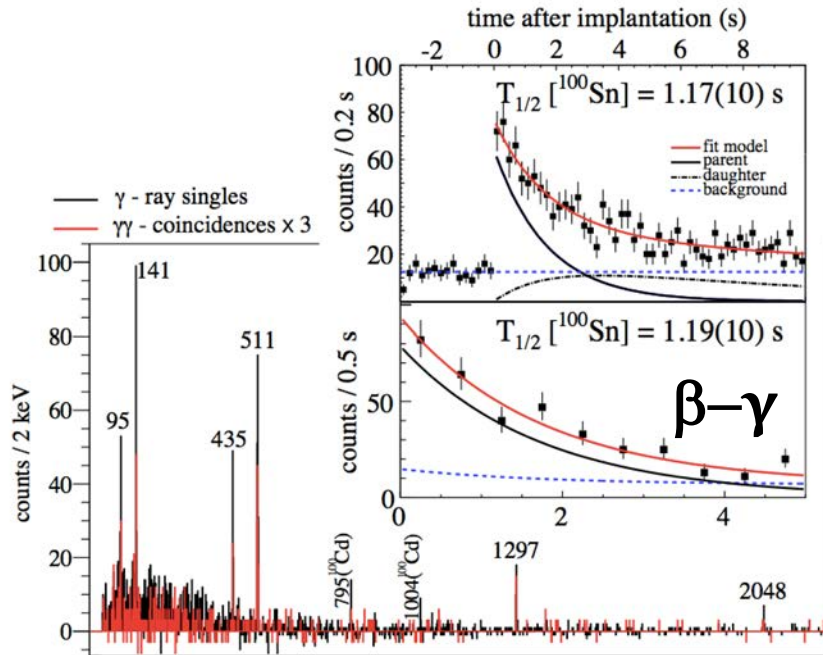 time after implantation (s)
-2 0 2 4 6 8
100
80
60
40
20
counts / 0.2 s
T1/2 [100Sn] = 1.17(10) s
fit model
parent
daughter
background
T1/2 [100Sn] = 1.19(10) s
β–γ
counts / 0.5 s
50
0
0 2 4
γ - ray singles
γγ - coincidences x 3
counts / 2 keV
100
80
60
40
20
0
95
141
435
511
795(100Cd)
1004(100Cd)
1297
2048